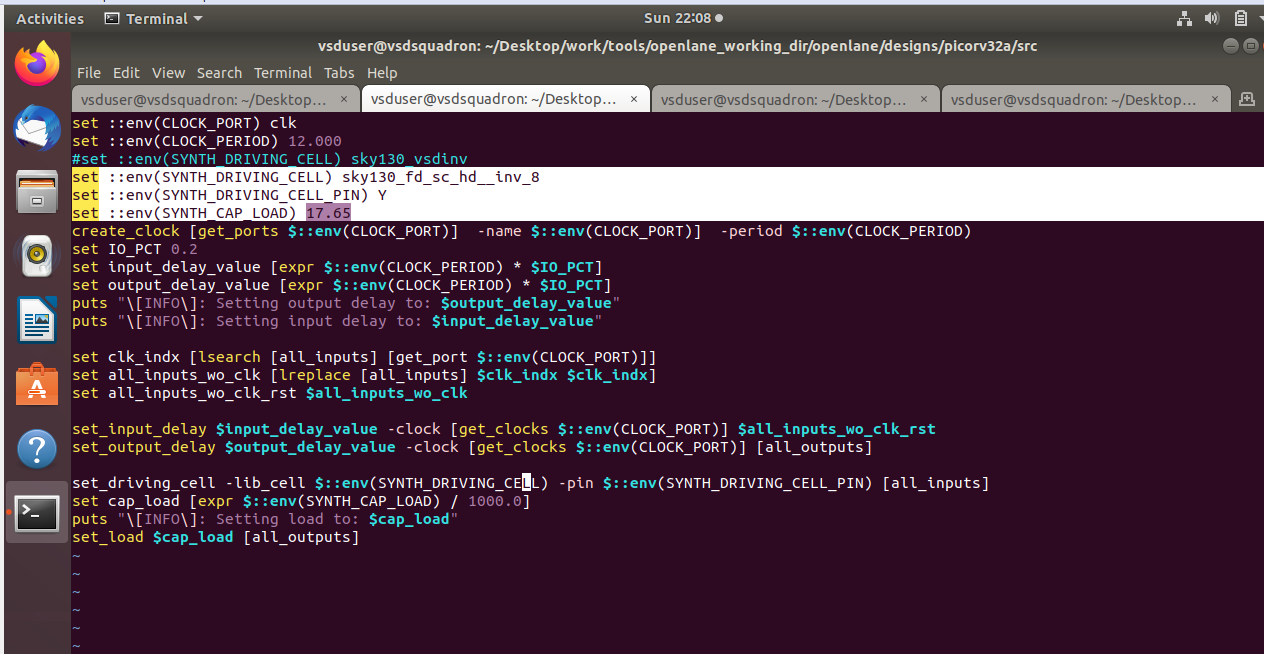 Activities Terminal Sun 22:08
vsduser@vsdsquadron: ~/Desktop/work/tools/openlane_working_dir/openlane/designs/picorv32a/src
File Edit View Search Terminal Tabs Help
vsduser@vsdsquadron: ~/Desktop... × vsduser@vsdsquadron: ~/Desktop... × vsduser@vsdsquadron: ~/Desktop... × vsduser@vsdsquadron: ~/Desktop... ×
set ::env(CLOCK_PORT) clk
set ::env(CLOCK_PERIOD) 12.000
#set ::env(SYNTH_DRIVING_CELL) sky130_vsdinv
set ::env(SYNTH_DRIVING_CELL) sky130_fd_sc_hd__inv_8
set ::env(SYNTH_DRIVING_CELL_PIN) Y
set ::env(SYNTH_CAP_LOAD) 17.65
create_clock [get_ports $::env(CLOCK_PORT)]  -name $::env(CLOCK_PORT)]  -period $::env(CLOCK_PERIOD)
set IO_PCT 0.2
set input_delay_value [expr $::env(CLOCK_PERIOD) * $IO_PCT]
set output_delay_value [expr $::env(CLOCK_PERIOD) * $IO_PCT]
puts "\[INFO\]: Setting output delay to: $output_delay_value"
puts "\[INFO\]: Setting input delay to: $input_delay_value"
set clk_indx [lsearch [all_inputs] [get_port $::env(CLOCK_PORT)]]
set all_inputs_wo_clk [lreplace [all_inputs] $clk_indx $clk_indx]
set all_inputs_wo_clk_rst $all_inputs_wo_clk
set_input_delay $input_delay_value -clock [get_clocks $::env(CLOCK_PORT)] $all_inputs_wo_clk_rst
set_output_delay $output_delay_value -clock [get_clocks $::env(CLOCK_PORT)] [all_outputs]
set_driving_cell -lib_cell $::env(SYNTH_DRIVING_CELL) -pin $::env(SYNTH_DRIVING_CELL_PIN) [all_inputs]
set cap_load [expr $::env(SYNTH_CAP_LOAD) / 1000.0]
puts "\[INFO\]: Setting load to: $cap_load"
set_load $cap_load [all_outputs]
~
~
~
~
~
~